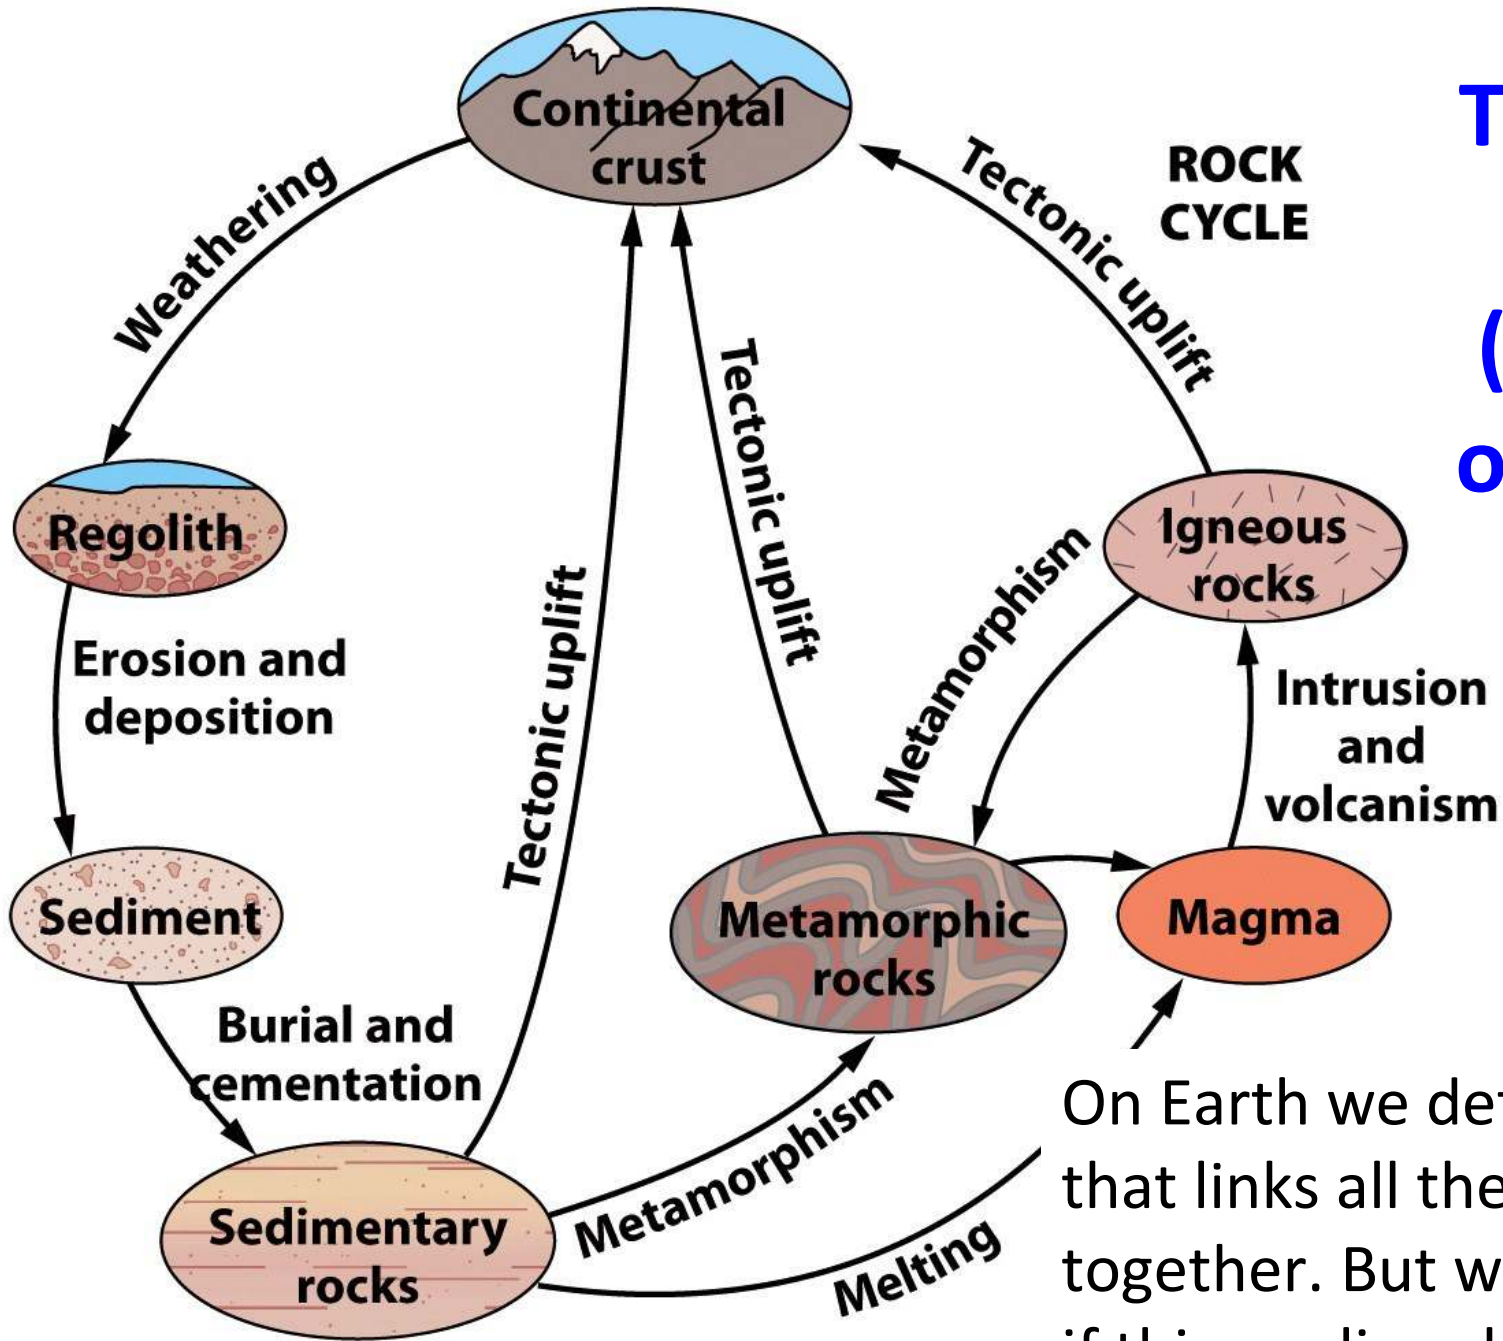 Continental
crust
ROCK
CYCLE
T
(
o
Weathering
Tectonic uplift
Tectonic uplift
Tectonic uplift
Regolith
Igneous
rocks
Erosion and
deposition
Metamorphism
Intrusion
and
volcanism
Sediment
Metamorphic
rocks
Magma
Burial and
cementation
Sedimentary
rocks
Metamorphism
Melting
On Earth we de
that links all the
together. But w